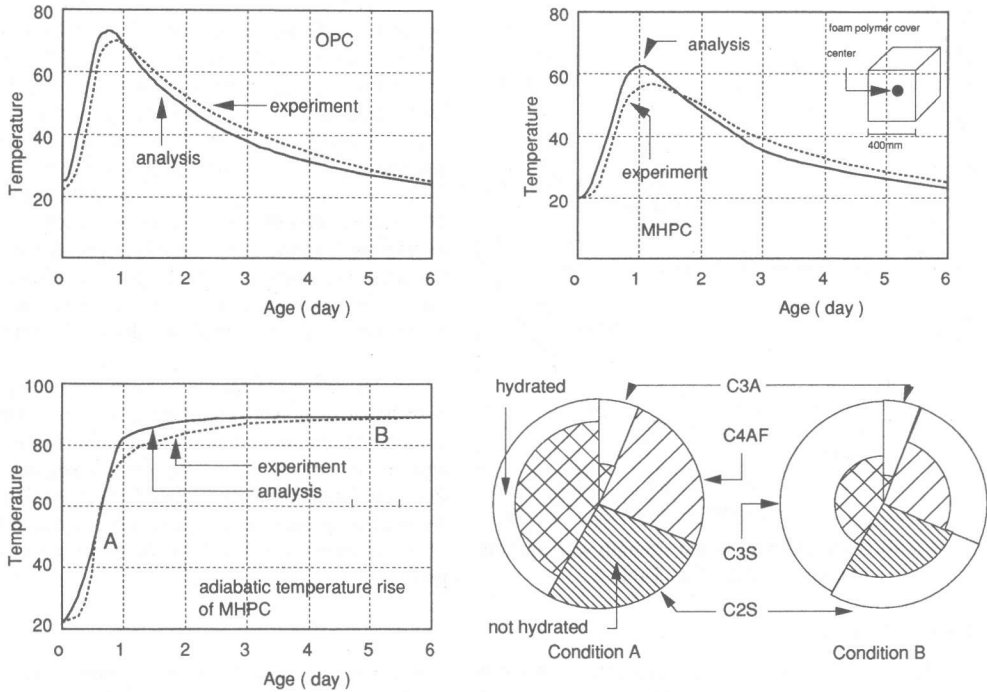 80
60
40
20
Temperature
OPC
experiment
analysis
o 1 2 3 4 5 6
Age ( day )
80
60
40
20
Temperature
analysis
experiment
MHPC
foam polymer cover
center
400mm
o 1 2 3 4 5 6
Age ( day )
100
80
60
40
20
Temperature
A
B
experiment
analysis
adiabatic temperature rise
of MHPC
o 1 2 3 4 5 6
Age ( day )
hydrated
C3A
C4AF
C3S
C2S
not hydrated
Condition A
Condition B